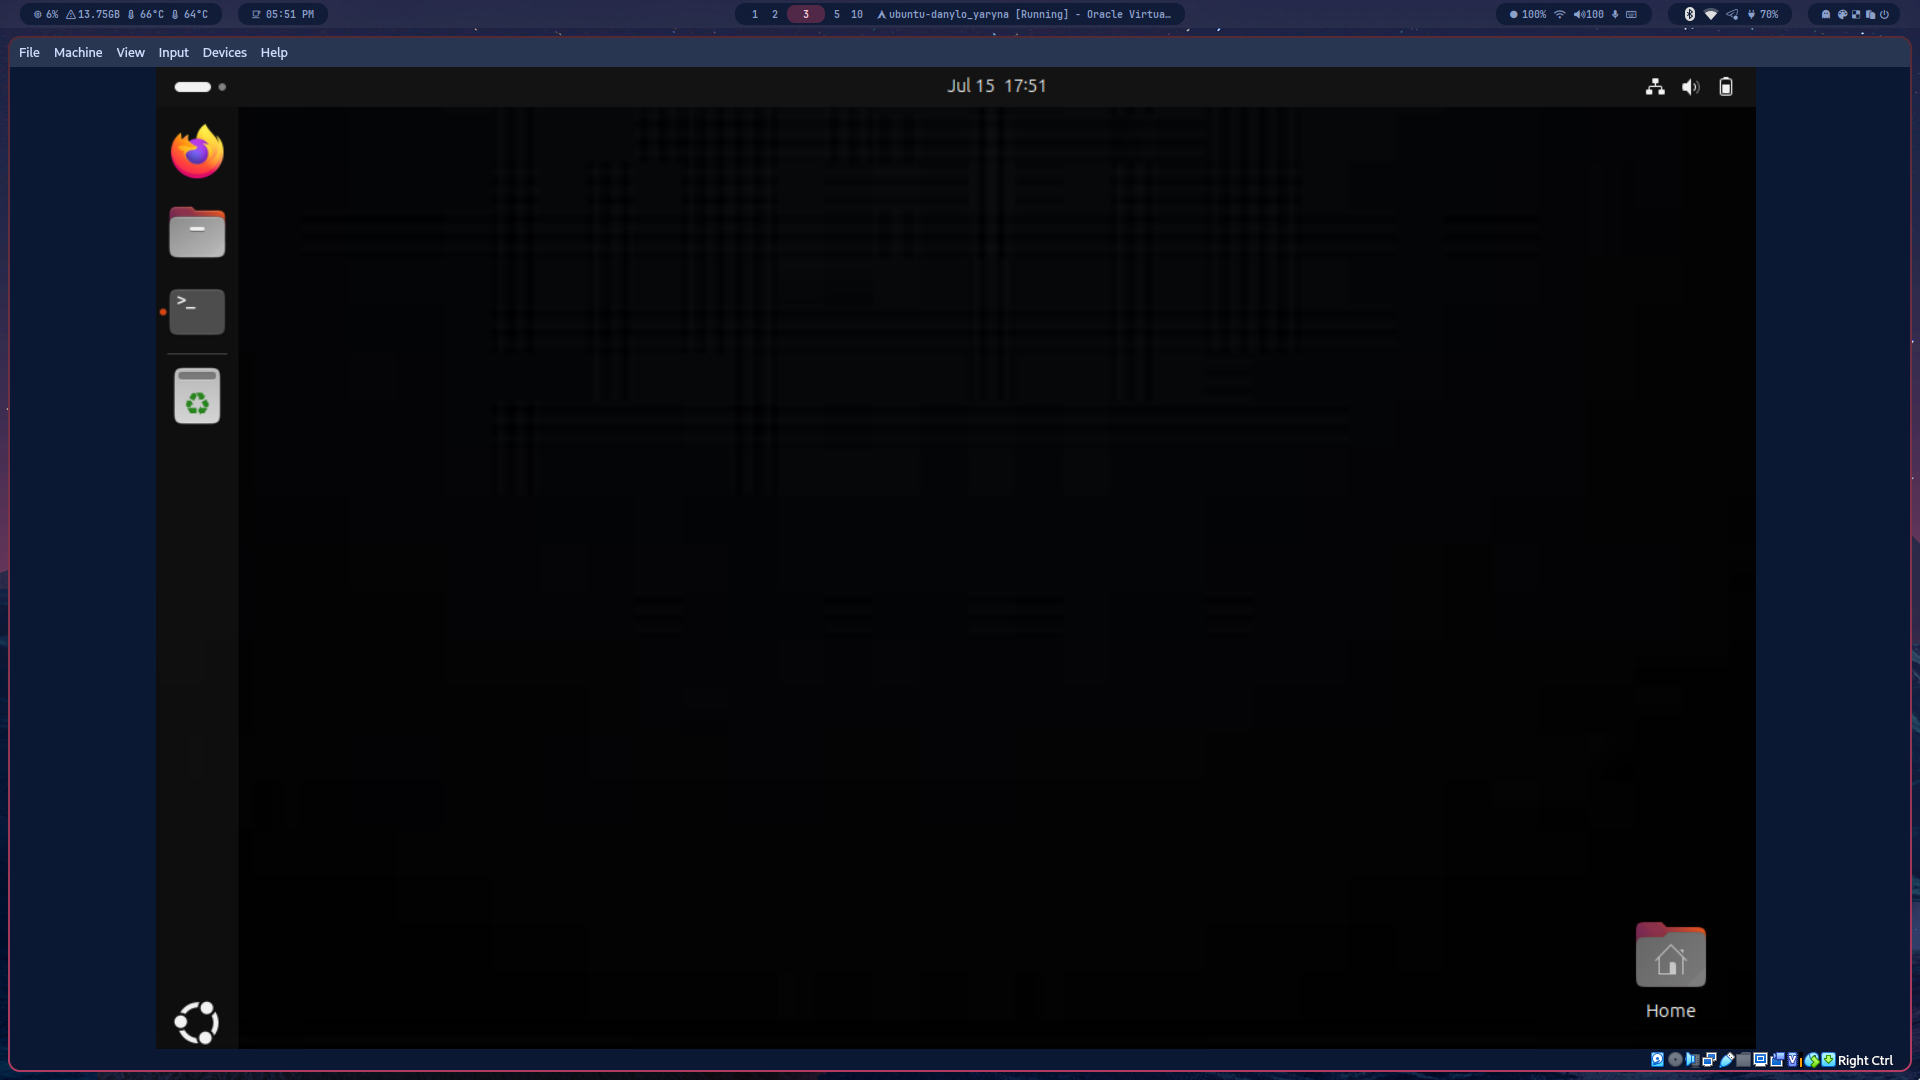 6% 13.75GB 66°C 64°C
05:51 PM
1 2 3 5 10 ubuntu-danylo_yaryna [Running] - Oracle Virtua…
100% 100
70%
File Machine View Input Devices Help
Jul 15 17:51
>_
Home
Right Ctrl